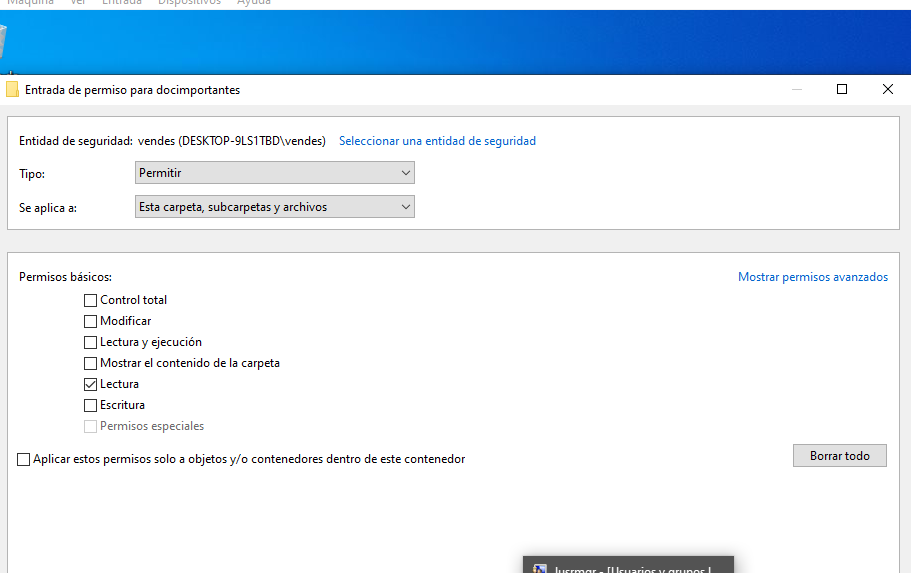 Máquina Ver Entrada Dispositivos Ayuda
Entrada de permiso para docimportantes
Entidad de seguridad: vendes (DESKTOP-9LS1TBD\vendes) Seleccionar una entidad de seguridad
Tipo: Permitir
Se aplica a: Esta carpeta, subcarpetas y archivos
Permisos básicos: Mostrar permisos avanzados
Control total
Modificar
Lectura y ejecución
Mostrar el contenido de la carpeta
Lectura
Escritura
Permisos especiales
Aplicar estos permisos solo a objetos y/o contenedores dentro de este contenedor Borrar todo
lusrmgr - [Usuarios y grupos l